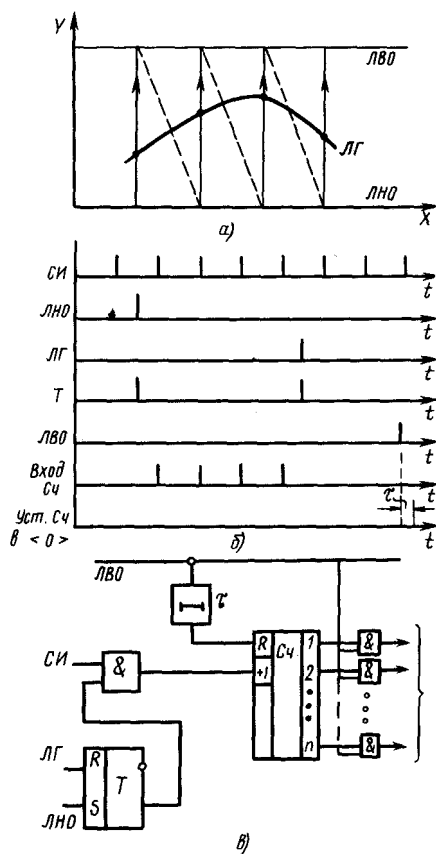 Y
ЛВО
ЛГ
ЛНО
X
а)
СИ
t
ЛНО
t
ЛГ
t
Т
t
ЛВО
t
Вход
Сч
t
τ
Уст. Сч
в <0>
t
б)
ЛВО
τ
СИ
&
R
Сч
1
&
+1
2
&
n
&
ЛГ
R
Т
ЛНО
S
в)